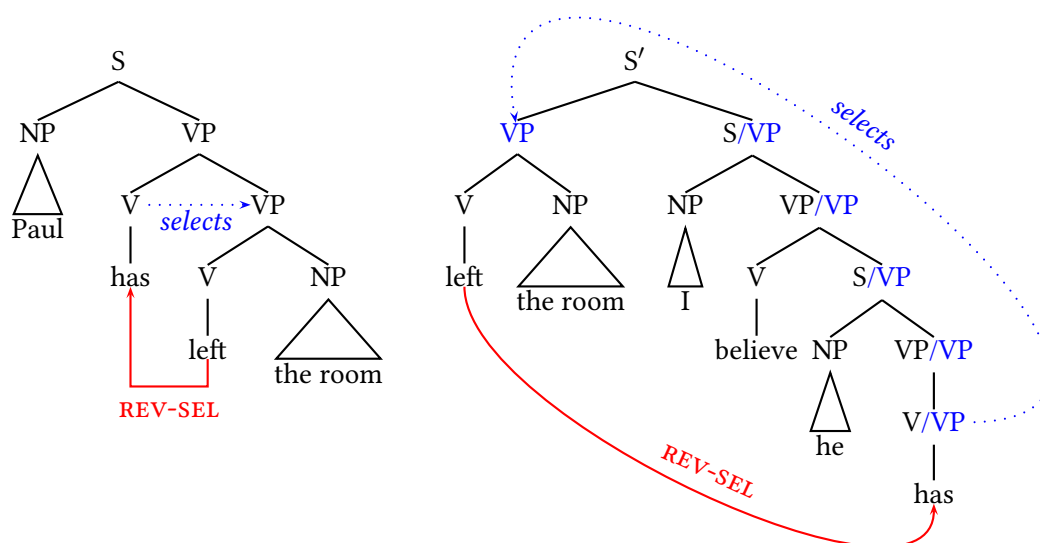 S
NP VP
Paul
V selects VP
has
V NP
left
the room
REV-SEL
S′
VP S/VP
selects
V NP NP VP/VP
left the room I
V S/VP
believe NP VP/VP
he
V/VP
has
REV-SEL